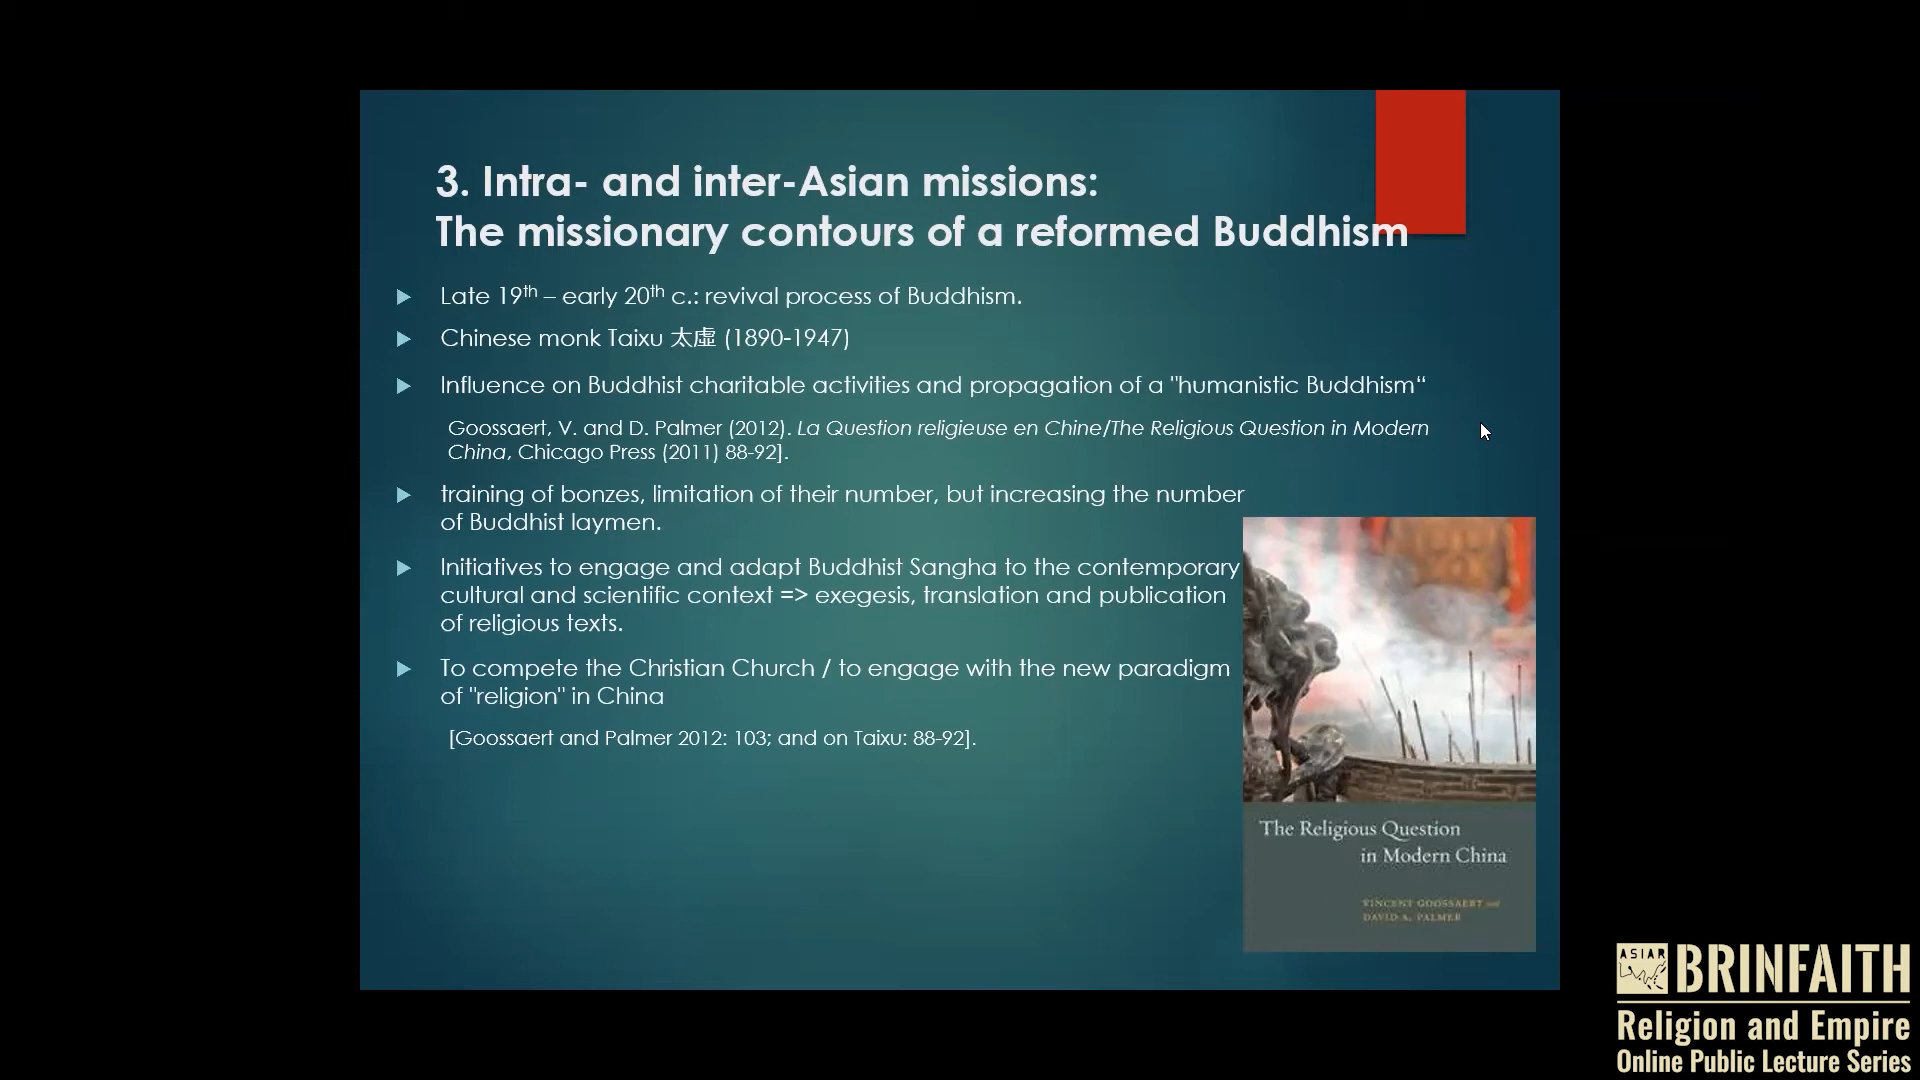 3. Intra- and inter-Asian missions:
The missionary contours of a reformed Buddhism
Late 19th – early 20th c.: revival process of Buddhism.
Chinese monk Taixu 太虛 (1890-1947)
Influence on Buddhist charitable activities and propagation of a "humanistic Buddhism“
Goossaert, V. and D. Palmer (2012). La Question religieuse en Chine/The Religious Question in Modern
China, Chicago Press (2011) 88-92].
training of bonzes, limitation of their number, but increasing the number
of Buddhist laymen.
Initiatives to engage and adapt Buddhist Sangha to the contemporary
cultural and scientific context => exegesis, translation and publication
of religious texts.
To compete the Christian Church / to engage with the new paradigm
of "religion" in China
[Goossaert and Palmer 2012: 103; and on Taixu: 88-92].
The Religious Question
in Modern China
VINCENT GOOSSAERT and
DAVID A. PALMER
ASIAR
BRINFAITH
Religion and Empire
Online Public Lecture Series